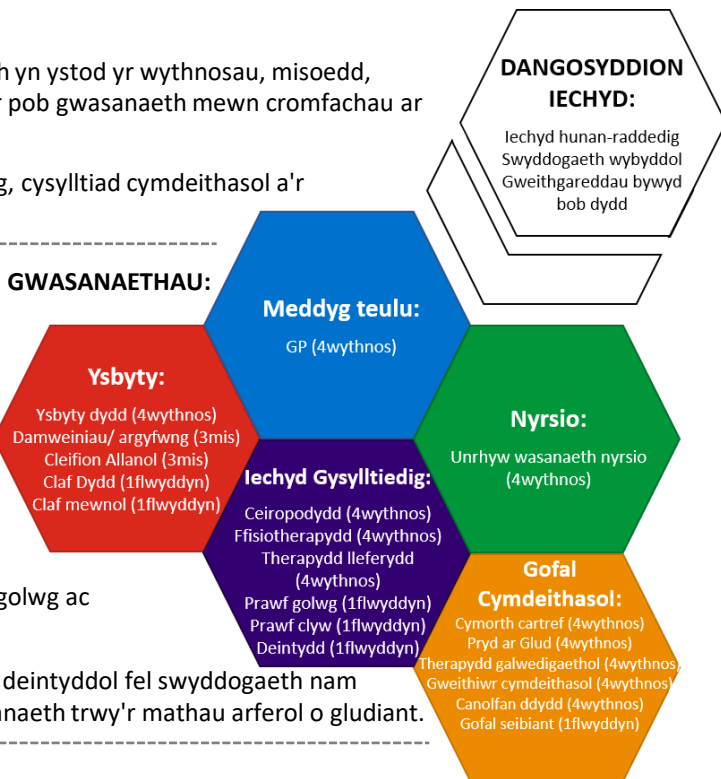 h yn ystod yr wythnosau, misoedd,
r pob gwasanaeth mewn cromfachau ar
g, cysylltiad cymdeithasol a'r
DANGOSYDDION
IECHYD:
Iechyd hunan-raddedig
Swyddogaeth wybyddol
Gweithgareddau bywyd
bob dydd
GWASANAETHAU:
Meddyg teulu:
GP (4wythnos)
Ysbyty:
Ysbyty dydd (4wythnos)
Damweiniau/ argyfwng (3mis)
Cleifion Allanol (3mis)
Claf Dydd (1flwyddyn)
Claf mewnol (1flwyddyn)
Nyrsio:
Unrhyw wasanaeth nyrsio
(4wythnos)
Iechyd Gysylltiedig:
Ceiropodydd (4wythnos)
Ffisiotherapydd (4wythnos)
Therapydd lleferydd
(4wythnos)
Prawf golwg (1flwyddyn)
Prawf clyw (1flwyddyn)
Deintydd (1flwyddyn)
Gofal
Cymdeithasol:
Cymorth cartref (4wythnos)
Pryd ar Glud (4wythnos)
Therapydd galwedigaethol (4wythnos)
Gweithiwr cymdeithasol (4wythnos)
Canolfan ddydd (4wythnos)
Gofal seibiant (1flwyddyn)
golwg ac
deintyddol fel swyddogaeth nam
naeth trwy'r mathau arferol o gludiant.